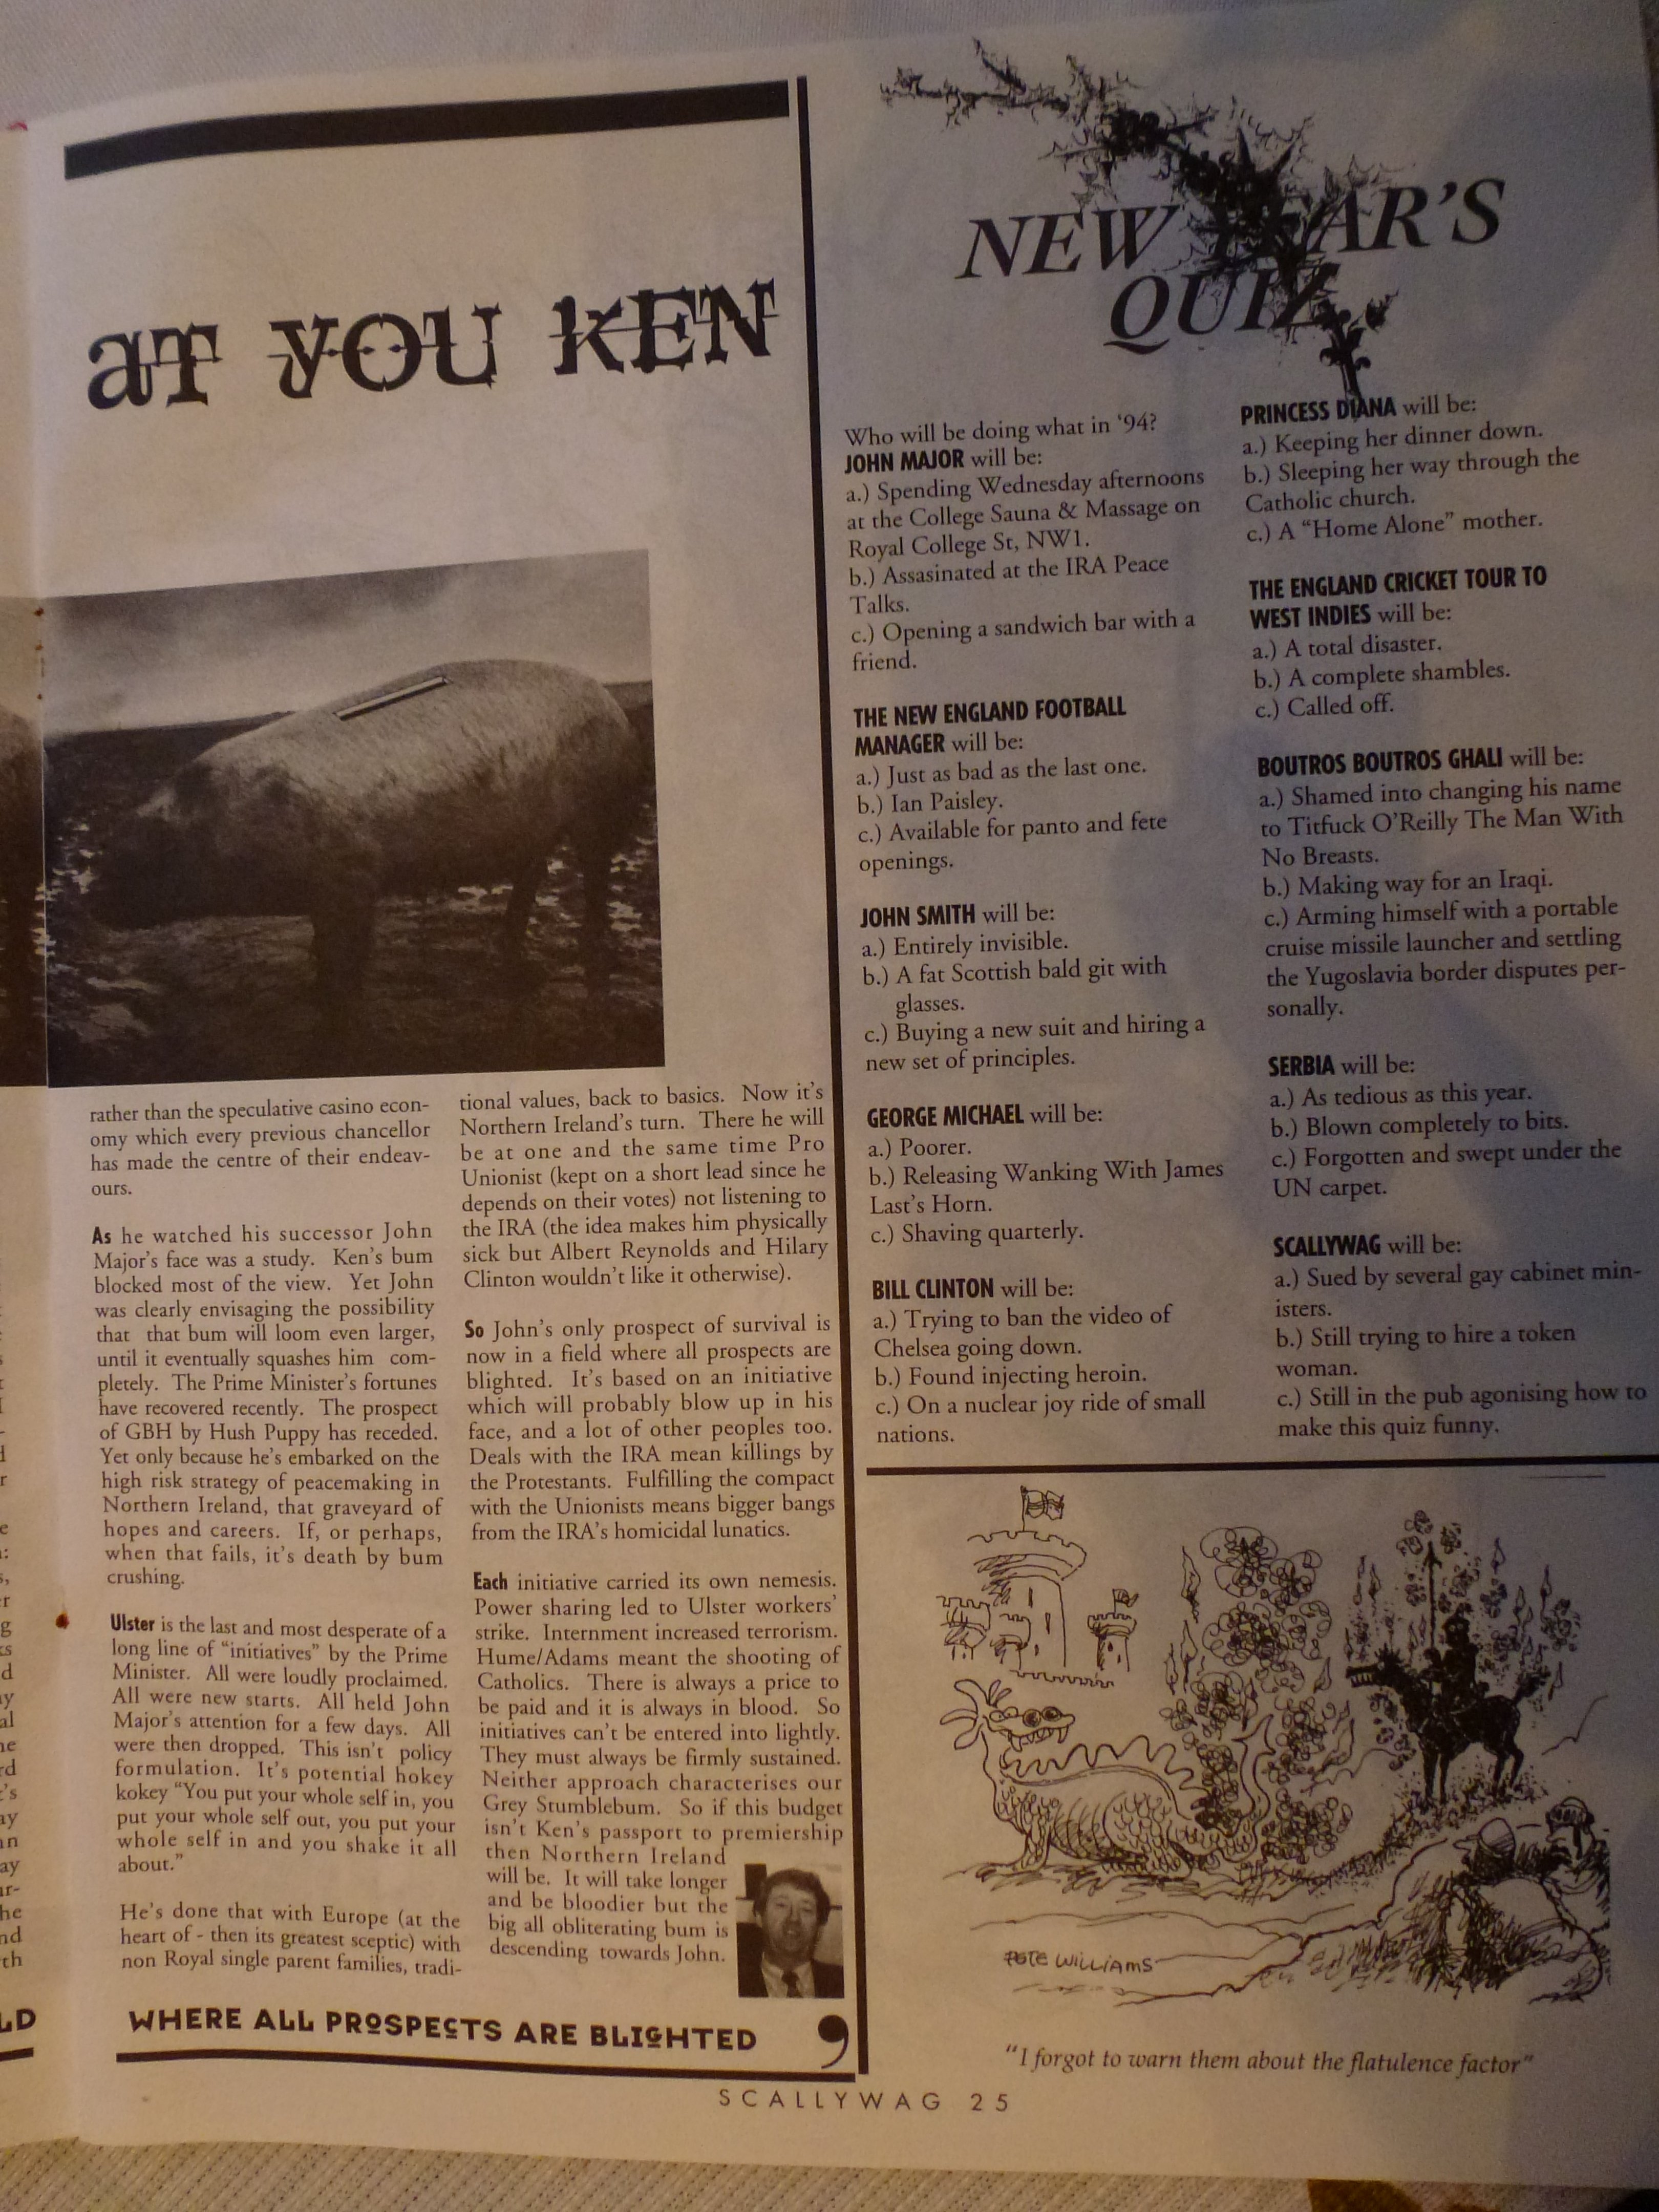 at YOU KEN
rather than the speculative casino econ-
omy which every previous chancellor
has made the centre of their endeav-
ours.
As he watched his successor John
Major's face was a study. Ken's bum
blocked most of the view. Yet John
was clearly envisaging the possibility
that that bum will loom even larger,
until it eventually squashes him com-
pletely. The Prime Minister's fortunes
have recovered recently. The prospect
of GBH by Hush Puppy has receded.
Yet only because he's embarked on the
high risk strategy of peacemaking in
Northern Ireland, that graveyard of
hopes and careers. If, or perhaps,
when that fails, it's death by bum
crushing.
Ulster is the last and most desperate of a
long line of "initiatives" by the Prime
Minister. All were loudly proclaimed.
All were new starts. All held John
Major's attention for a few days. All
were then dropped. This isn't policy
formulation. It's potential hokey
kokey "You put your whole self in, you
put your whole self out, you put your
whole self in and you shake it all
about."
He's done that with Europe (at the
heart of - then its greatest sceptic) with
non Royal single parent families, tradi-
tional values, back to basics. Now it's
Northern Ireland's turn. There he will
be at one and the same time Pro
Unionist (kept on a short lead since he
depends on their votes) not listening to
the IRA (the idea makes him physically
sick but Albert Reynolds and Hilary
Clinton wouldn't like it otherwise).
So John's only prospect of survival is
now in a field where all prospects are
blighted. It's based on an initiative
which will probably blow up in his
face, and a lot of other peoples too.
Deals with the IRA mean killings by
the Protestants. Fulfilling the compact
with the Unionists means bigger bangs
from the IRA's homicidal lunatics.
Each initiative carried its own nemesis.
Power sharing led to Ulster workers'
strike. Internment increased terrorism.
Hume/Adams meant the shooting of
Catholics. There is always a price to
be paid and it is always in blood. So
initiatives can't be entered into lightly.
They must always be firmly sustained.
Neither approach characterises our
Grey Stumblebum. So if this budget
isn't Ken's passport to premiership
then Northern Ireland
will be. It will take longer
and be bloodier but the
big all obliterating bum is
descending towards John.
WHERE ALL PROSPECTS ARE BLIGHTED
NEW YEAR'S
QUIZ
Who will be doing what in '94?
JOHN MAJOR will be:
a.) Spending Wednesday afternoons
at the College Sauna & Massage on
Royal College St, NW1.
b.) Assasinated at the IRA Peace
Talks.
c.) Opening a sandwich bar with a
friend.
THE NEW ENGLAND FOOTBALL
MANAGER will be:
a.) Just as bad as the last one.
b.) Ian Paisley.
c.) Available for panto and fete
openings.
JOHN SMITH will be:
a.) Entirely invisible.
b.) A fat Scottish bald git with
glasses.
c.) Buying a new suit and hiring a
new set of principles.
GEORGE MICHAEL will be:
a.) Poorer.
b.) Releasing Wanking With James
Last's Horn.
c.) Shaving quarterly.
BILL CLINTON will be:
a.) Trying to ban the video of
Chelsea going down.
b.) Found injecting heroin.
c.) On a nuclear joy ride of small
nations.
PRINCESS DIANA will be:
a.) Keeping her dinner down.
b.) Sleeping her way through the
Catholic church.
c.) A "Home Alone" mother.
THE ENGLAND CRICKET TOUR TO
WEST INDIES will be:
a.) A total disaster.
b.) A complete shambles.
c.) Called off.
BOUTROS BOUTROS GHALI will be:
a.) Shamed into changing his name
to Titfuck O'Reilly The Man With
No Breasts.
b.) Making way for an Iraqi.
c.) Arming himself with a portable
cruise missile launcher and settling
the Yugoslavia border disputes per-
sonally.
SERBIA will be:
a.) As tedious as this year.
b.) Blown completely to bits.
c.) Forgotten and swept under the
UN carpet.
SCALLYWAG will be:
a.) Sued by several gay cabinet min-
isters.
b.) Still trying to hire a token
woman.
c.) Still in the pub agonising how to
make this quiz funny.
PETE WILLIAMS
"I forgot to warn them about the flatulence factor"
SCALLYWAG 25